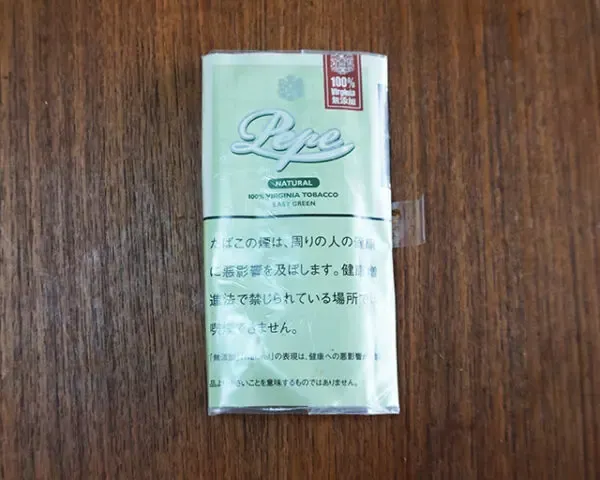 100%
Virginia
無添加
Pepe
NATURAL
100% VIRGINIA TOBACCO
EASY GREEN
たばこの煙は、周りの人の健康
に悪影響を及ぼします。健康増
進法で禁じられている場所では
喫煙できません。
「無添加」の表現は、健康への悪影響が
品より小さいことを意味するものではありません。